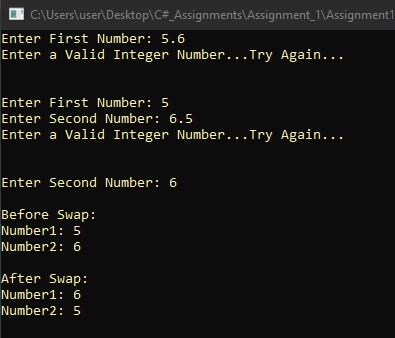 C:\Users\user\Desktop\C#_Assignments\Assignment_1\Assignment1
Enter First Number: 5.6
Enter a Valid Integer Number...Try Again...
Enter First Number: 5
Enter Second Number: 6.5
Enter a Valid Integer Number...Try Again...
Enter Second Number: 6
Before Swap:
Number1: 5
Number2: 6
After Swap:
Number1: 6
Number2: 5